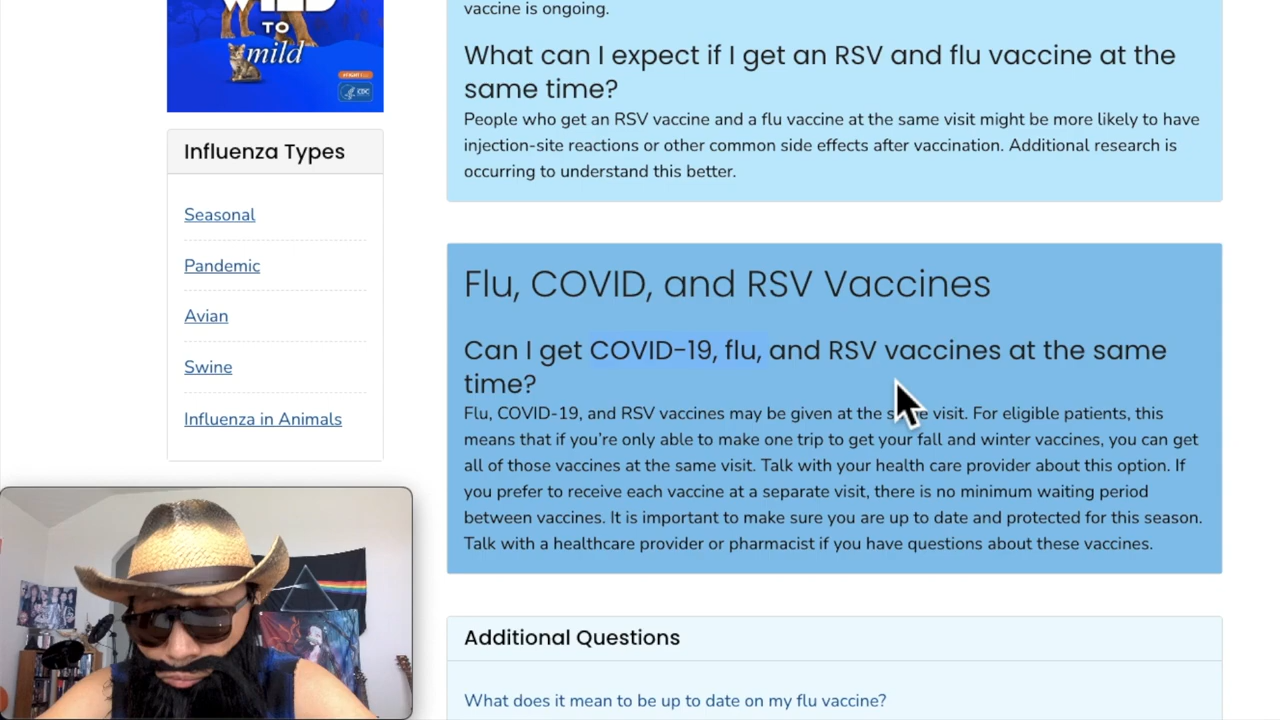 WILD
TO
mild
#FIGHT FLU
CDC
Influenza Types
Seasonal
Pandemic
Avian
Swine
Influenza in Animals
vaccine is ongoing.
What can I expect if I get an RSV and flu vaccine at the
same time?
People who get an RSV vaccine and a flu vaccine at the same visit might be more likely to have
injection-site reactions or other common side effects after vaccination. Additional research is
occurring to understand this better.
Flu, COVID, and RSV Vaccines
Can I get COVID-19, flu, and RSV vaccines at the same
time?
Flu, COVID-19, and RSV vaccines may be given at the same visit. For eligible patients, this
means that if you’re only able to make one trip to get your fall and winter vaccines, you can get
all of those vaccines at the same visit. Talk with your health care provider about this option. If
you prefer to receive each vaccine at a separate visit, there is no minimum waiting period
between vaccines. It is important to make sure you are up to date and protected for this season.
Talk with a healthcare provider or pharmacist if you have questions about these vaccines.
Additional Questions
What does it mean to be up to date on my flu vaccine?